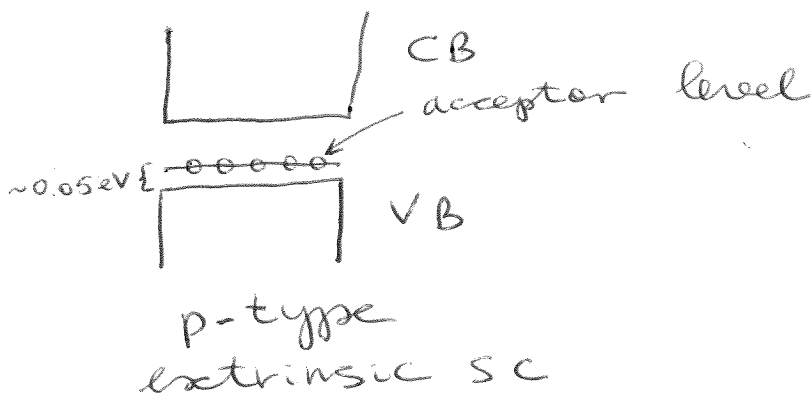 CB
acceptor level
~0.05eV {
VB
p-type
extrinsic SC